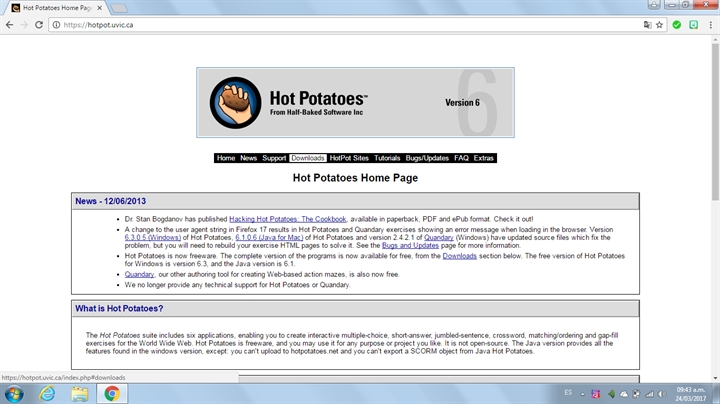 Hot Potatoes Home Page
https://hotpot.uvic.ca
6
Hot Potatoes™
From Half-Baked Software Inc
Version 6
Home News Support Downloads HotPot Sites Tutorials Bugs/Updates FAQ Extras
Hot Potatoes Home Page
News - 12/06/2013
• Dr. Stan Bogdanov has published Hacking Hot Potatoes: The Cookbook, available in paperback, PDF and ePub format. Check it out!
• A change to the user agent string in Firefox 17 results in Hot Potatoes and Quandary exercises showing an error message when loading in the browser. Version
6.3.0.5 (Windows) of Hot Potatoes, 6.1.0.6 (Java for Mac) of Hot Potatoes and version 2.4.2.1 of Quandary (Windows) have updated source files which fix the
problem, but you will need to rebuild your exercise HTML pages to solve it. See the Bugs and Updates page for more information.
• Hot Potatoes is now freeware. The complete version of the programs is now available for free, from the Downloads section below. The free version of Hot Potatoes
for Windows is version 6.3, and the Java version is 6.1.
• Quandary, our other authoring tool for creating Web-based action mazes, is also now free.
• We no longer provide any technical support for Hot Potatoes or Quandary.
What is Hot Potatoes?
The Hot Potatoes suite includes six applications, enabling you to create interactive multiple-choice, short-answer, jumbled-sentence, crossword, matching/ordering and gap-fill
exercises for the World Wide Web. Hot Potatoes is freeware, and you may use it for any purpose or project you like. It is not open-source. The Java version provides all the
features found in the windows version, except: you can't upload to hotpotatoes.net and you can't export a SCORM object from Java Hot Potatoes.
https://hotpot.uvic.ca/index.php#downloads
ES
09:43 a.m.
24/03/2017